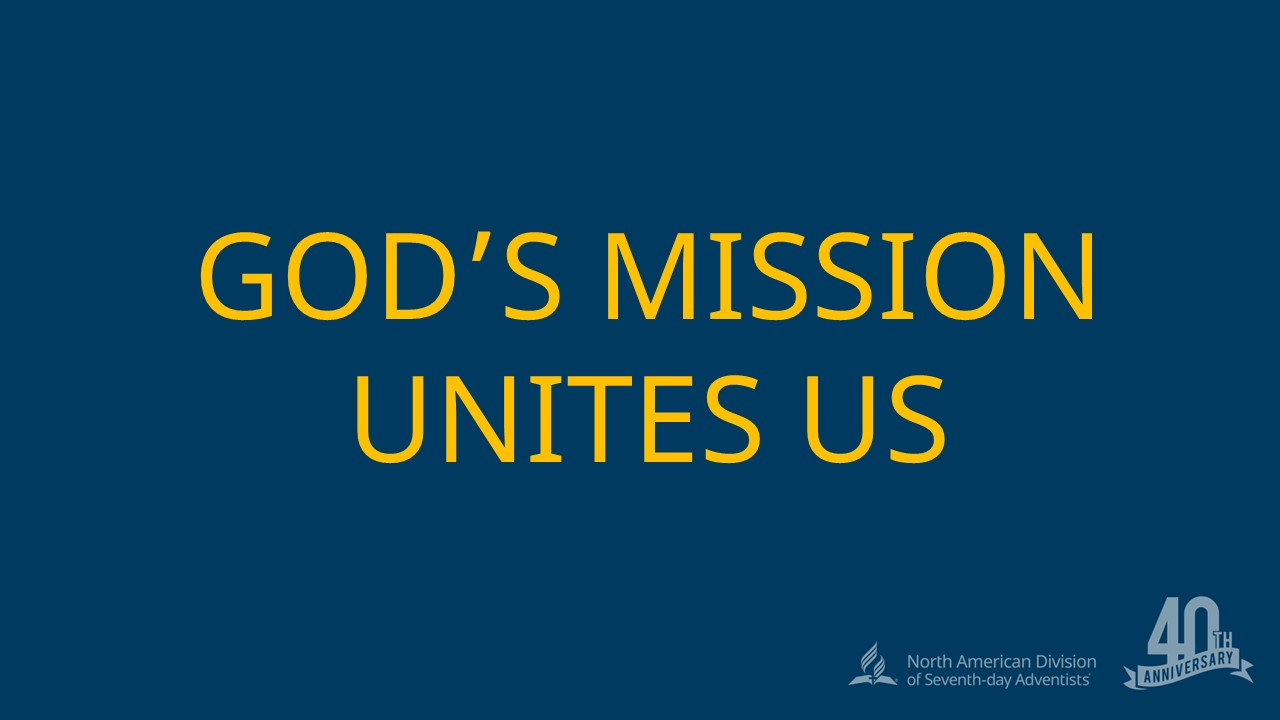 GOD’S MISSION
UNITES US
North American Division
of Seventh-day Adventists
40TH
ANNIVERSARY